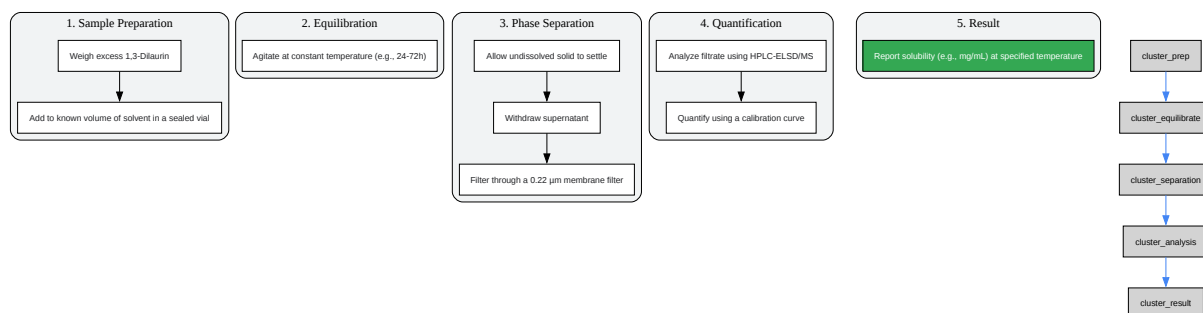 1. Sample Preparation
Weigh excess 1,3-Dilaurin
Add to known volume of solvent in a sealed vial
2. Equilibration
Agitate at constant temperature (e.g., 24-72h)
3. Phase Separation
Allow undissolved solid to settle
Withdraw supernatant
Filter through a 0.22 µm membrane filter
4. Quantification
Analyze filtrate using HPLC-ELSD/MS
Quantify using a calibration curve
5. Result
Report solubility (e.g., mg/mL) at specified temperature
cluster_prep
cluster_equilibrate
cluster_separation
cluster_analysis
cluster_result